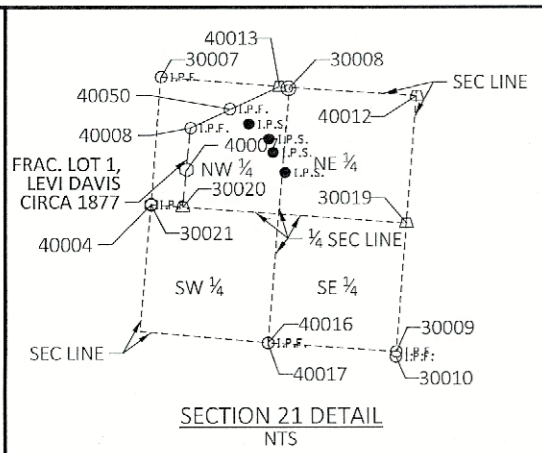 40013
30007
30008
I.P.F.
SEC LINE
40050
I.P.F.
40012
I.P.S.
40008
I.P.F.
I.P.S.
I.P.S.
NW ¼
NE ¼
FRAC. LOT 1,
LEVI DAVIS
CIRCA 1877
I.P.S.
30020
30019
30021
40004
¼ SEC LINE
SW ¼
SE ¼
40016
30009
I.P.F.
SEC LINE
40017
30010
SECTION 21 DETAIL
NTS